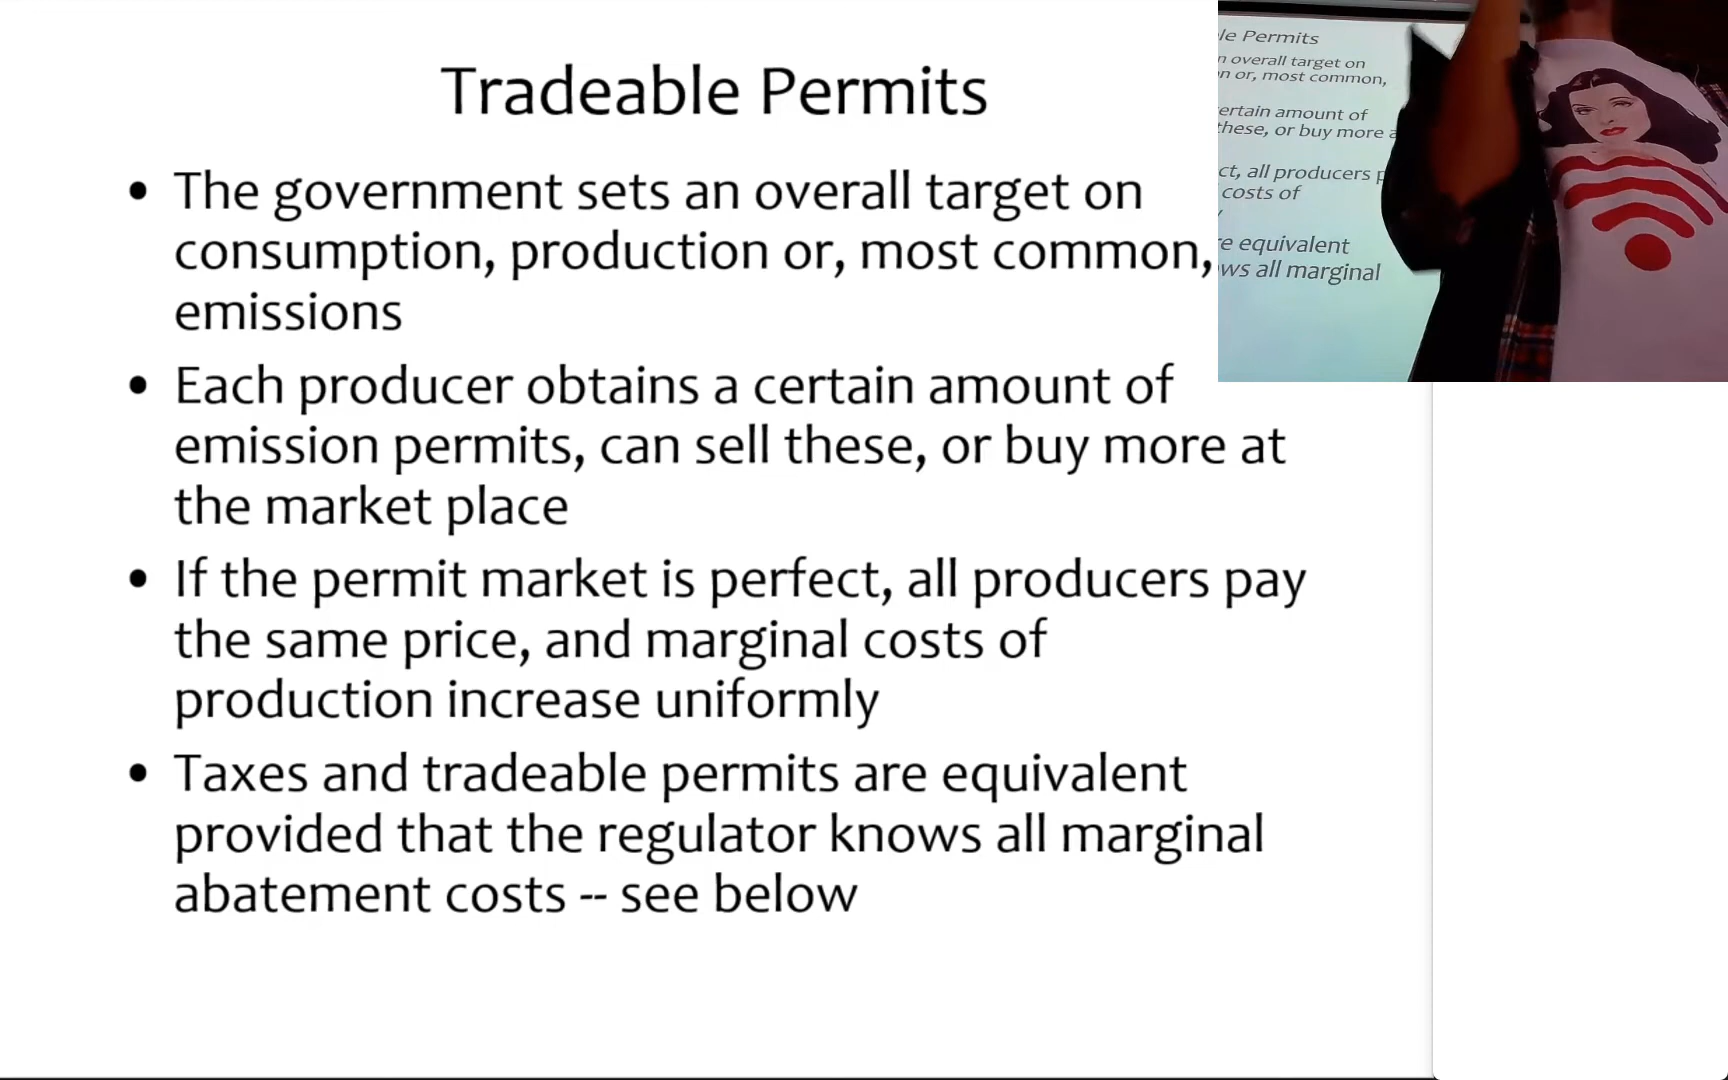 Tradeable Permits
• The government sets an overall target on
consumption, production or, most common,
emissions
• Each producer obtains a certain amount of
emission permits, can sell these, or buy more at
the market place
• If the permit market is perfect, all producers pay
the same price, and marginal costs of
production increase uniformly
• Taxes and tradeable permits are equivalent
provided that the regulator knows all marginal
abatement costs -- see below
le Permits
n overall target on
n or, most common,
ertain amount of
these, or buy more a
ct, all producers p
costs of
y
re equivalent
ws all marginal